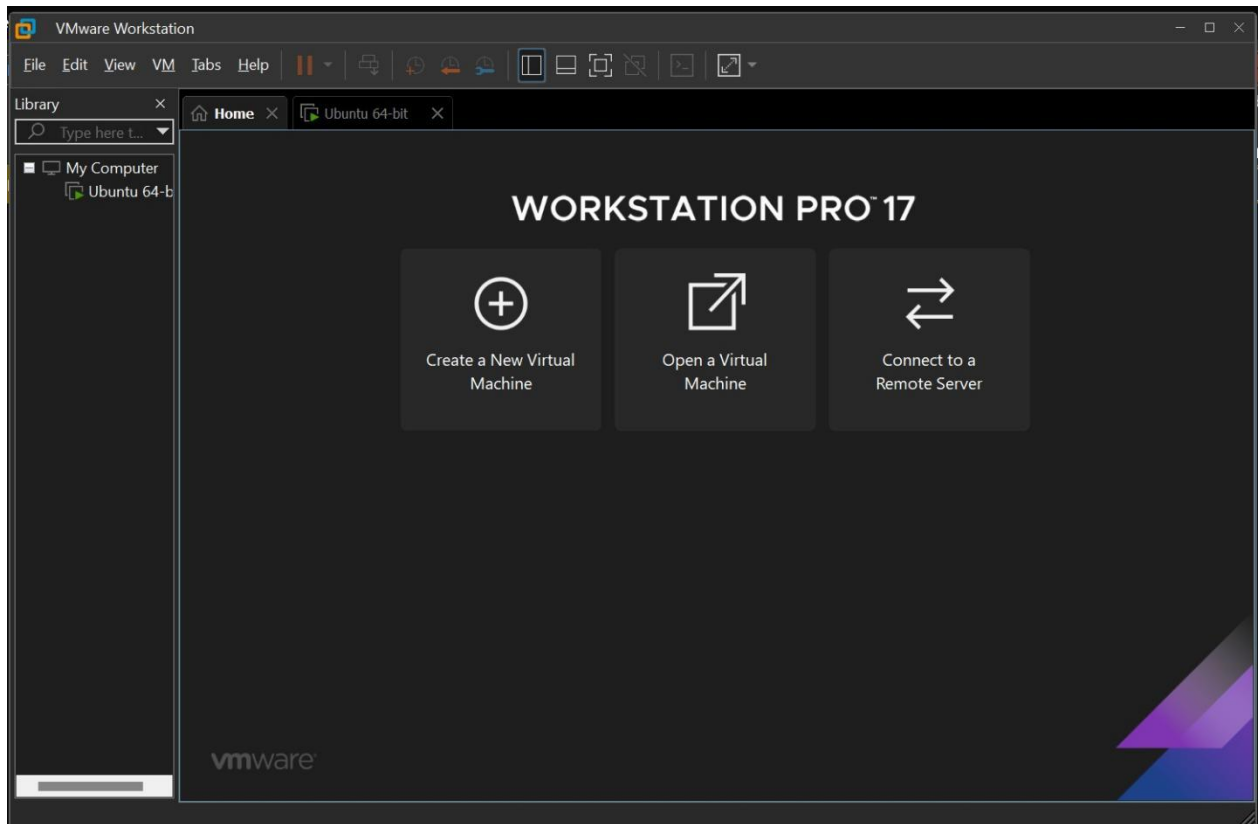 VMware Workstation
File Edit View VM Tabs Help
Library
Type here t...
Home
Ubuntu 64-bit
My Computer
Ubuntu 64-b
WORKSTATION PRO™ 17
Create a New Virtual
Machine
Open a Virtual
Machine
Connect to a
Remote Server
vmware